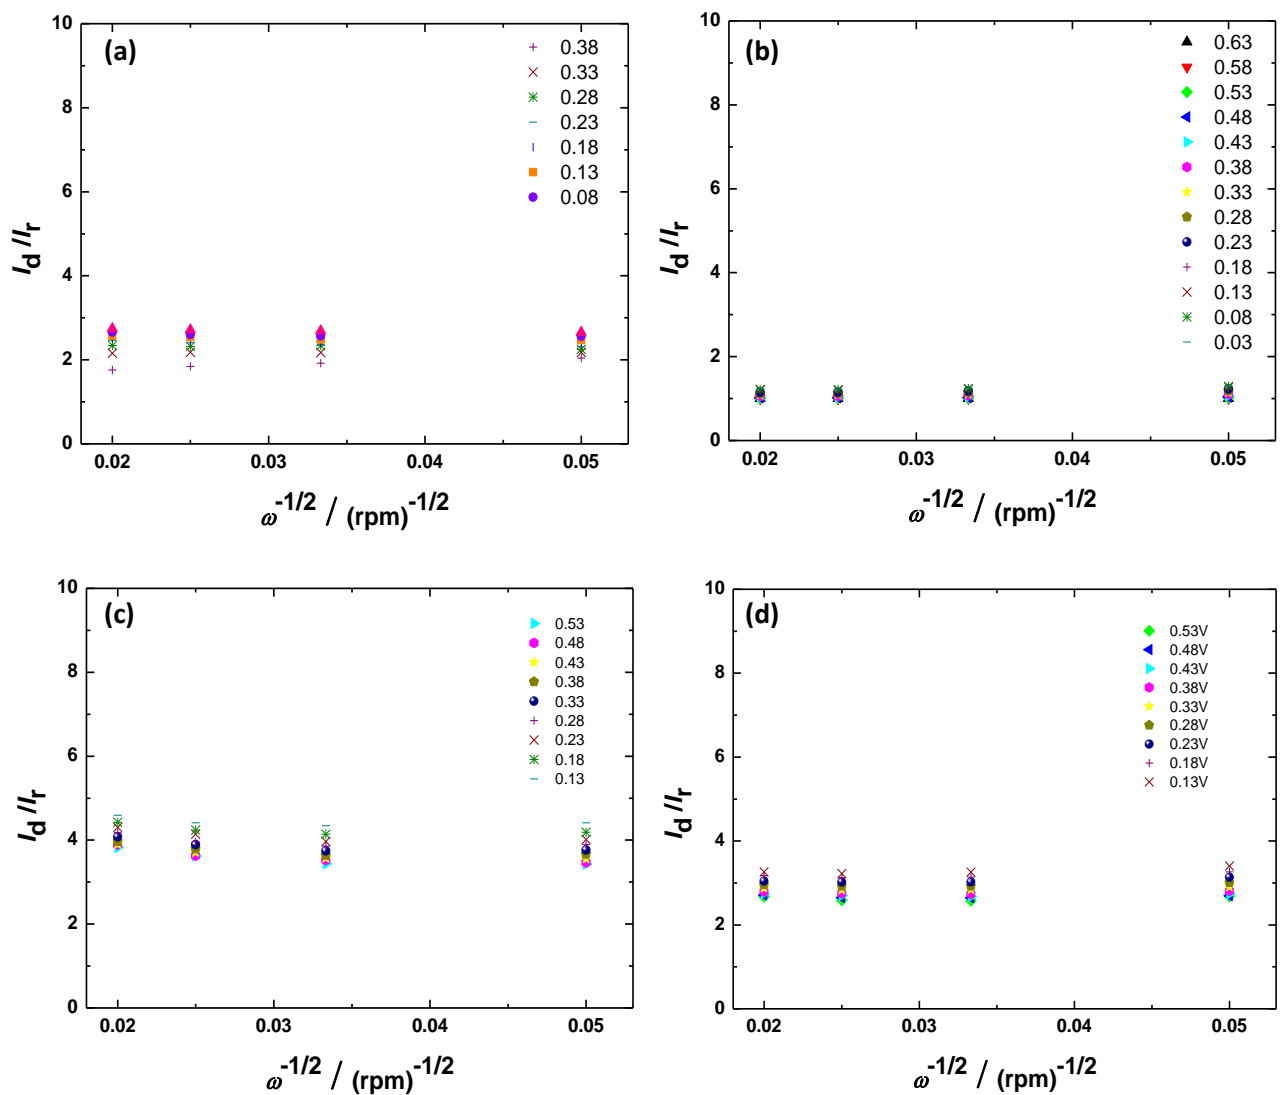 (a)
10
8
6
4
2
0
0.38
0.33
0.28
0.23
0.18
0.13
0.08
I_d /I_r
0.02 0.03 0.04 0.05
ω^-1/2 / (rpm)^-1/2
(b)
10
8
6
4
2
0
0.63
0.58
0.53
0.48
0.43
0.38
0.33
0.28
0.23
0.18
0.13
0.08
0.03
I_d /I_r
0.02 0.03 0.04 0.05
ω^-1/2 / (rpm)^-1/2
(c)
10
8
6
4
2
0
0.53
0.48
0.43
0.38
0.33
0.28
0.23
0.18
0.13
I_d /I_r
0.02 0.03 0.04 0.05
ω^-1/2 / (rpm)^-1/2
(d)
10
8
6
4
2
0
0.53V
0.48V
0.43V
0.38V
0.33V
0.28V
0.23V
0.18V
0.13V
I_d /I_r
0.02 0.03 0.04 0.05
ω^-1/2 / (rpm)^-1/2